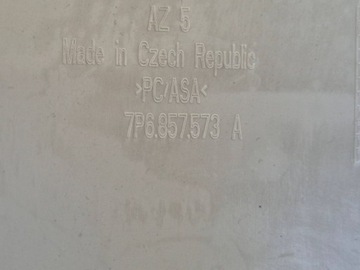 AZ 5
Made in Czech Republic
>PC/ASA<
7P6.857.573 A